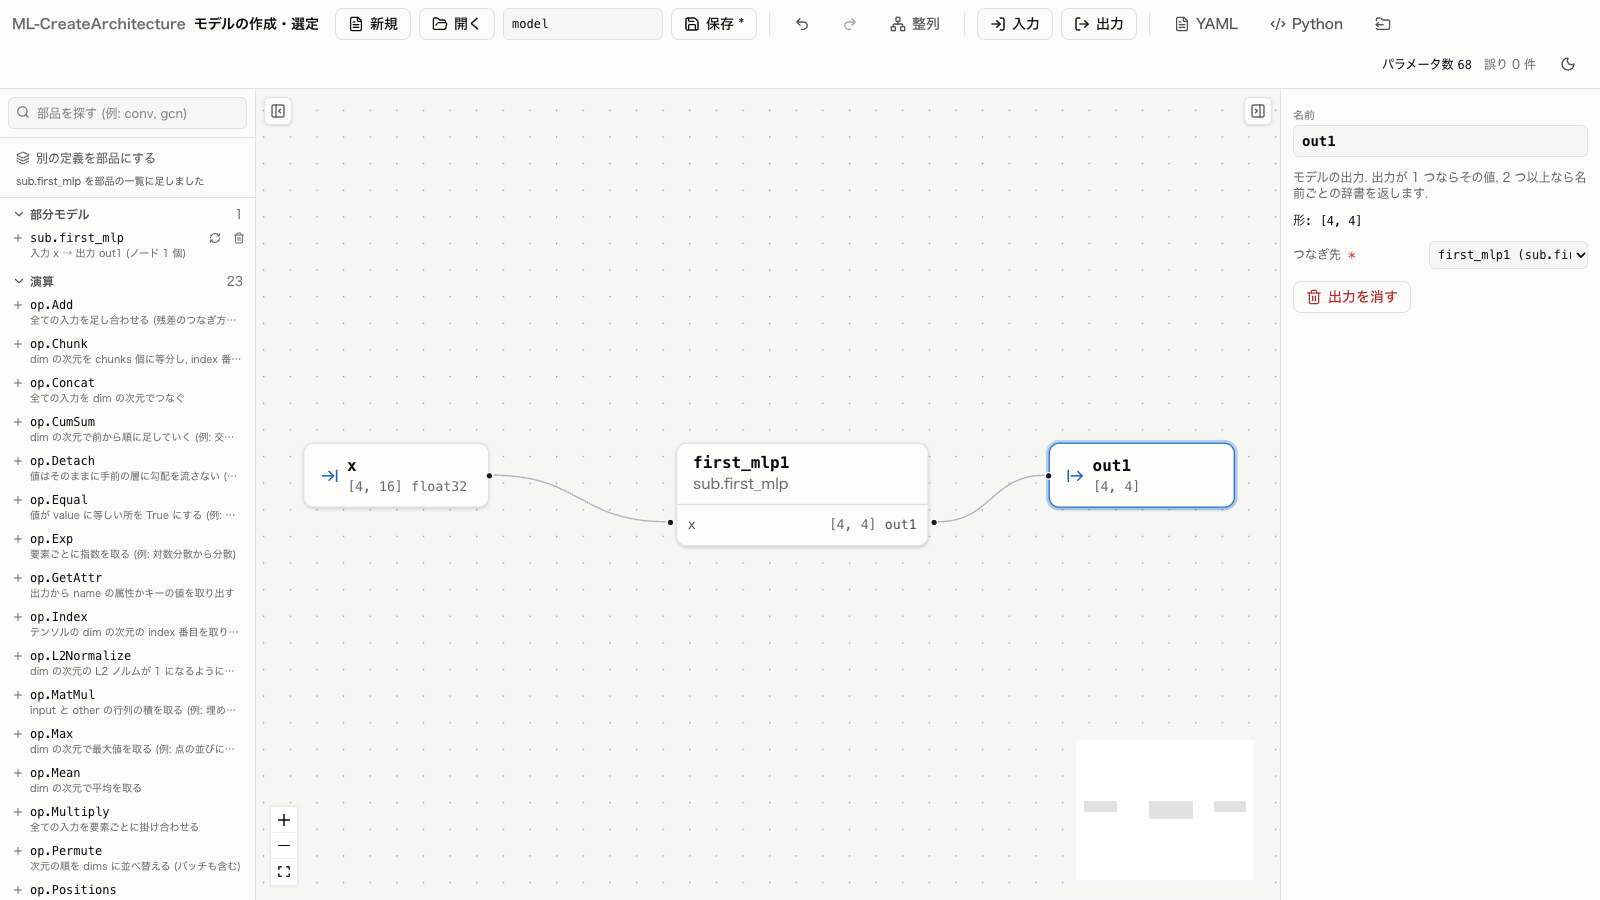 ML-CreateArchitecture モデルの作成・選定 新規 開く model 保存 * 整列 入力 出力 YAML Python
パラメータ数 68 誤り 0 件
部品を探す (例: conv, gcn)
別の定義を部品にする
sub.first_mlp を部品の一覧に足しました
部分モデル 1
sub.first_mlp
入力 x → 出力 out1 (ノード 1 個)
演算 23
op.Add
全ての入力を足し合わせる (残差のつなぎ方…
op.Chunk
dim の次元を chunks 個に等分し, index 番…
op.Concat
全ての入力を dim の次元でつなぐ
op.CumSum
dim の次元で前から順に足していく (例: 交…
op.Detach
値はそのままに手前の層に勾配を流さない (…
op.Equal
値が value に等しい所を True にする (例: …
op.Exp
要素ごとに指数を取る (例: 対数分散から分散)
op.GetAttr
出力から name の属性かキーの値を取り出す
op.Index
テンソルの dim の次元の index 番目を取り…
op.L2Normalize
dim の次元の L2 ノルムが 1 になるように…
op.MatMul
input と other の行列の積を取る (例: 埋め…
op.Max
dim の次元で最大値を取る (例: 点の並びに…
op.Mean
dim の次元で平均を取る
op.Multiply
全ての入力を要素ごとに掛け合わせる
op.Permute
次元の順を dims に並べ替える (バッチも含む)
op.Positions
x
[4, 16] float32
first_mlp1
sub.first_mlp
x [4, 4] out1
out1
[4, 4]
名前
out1
モデルの出力. 出力が 1 つならその値, 2 つ以上なら名
前ごとの辞書を返します.
形: [4, 4]
つなぎ先 * first_mlp1 (sub.fir
出力を消す